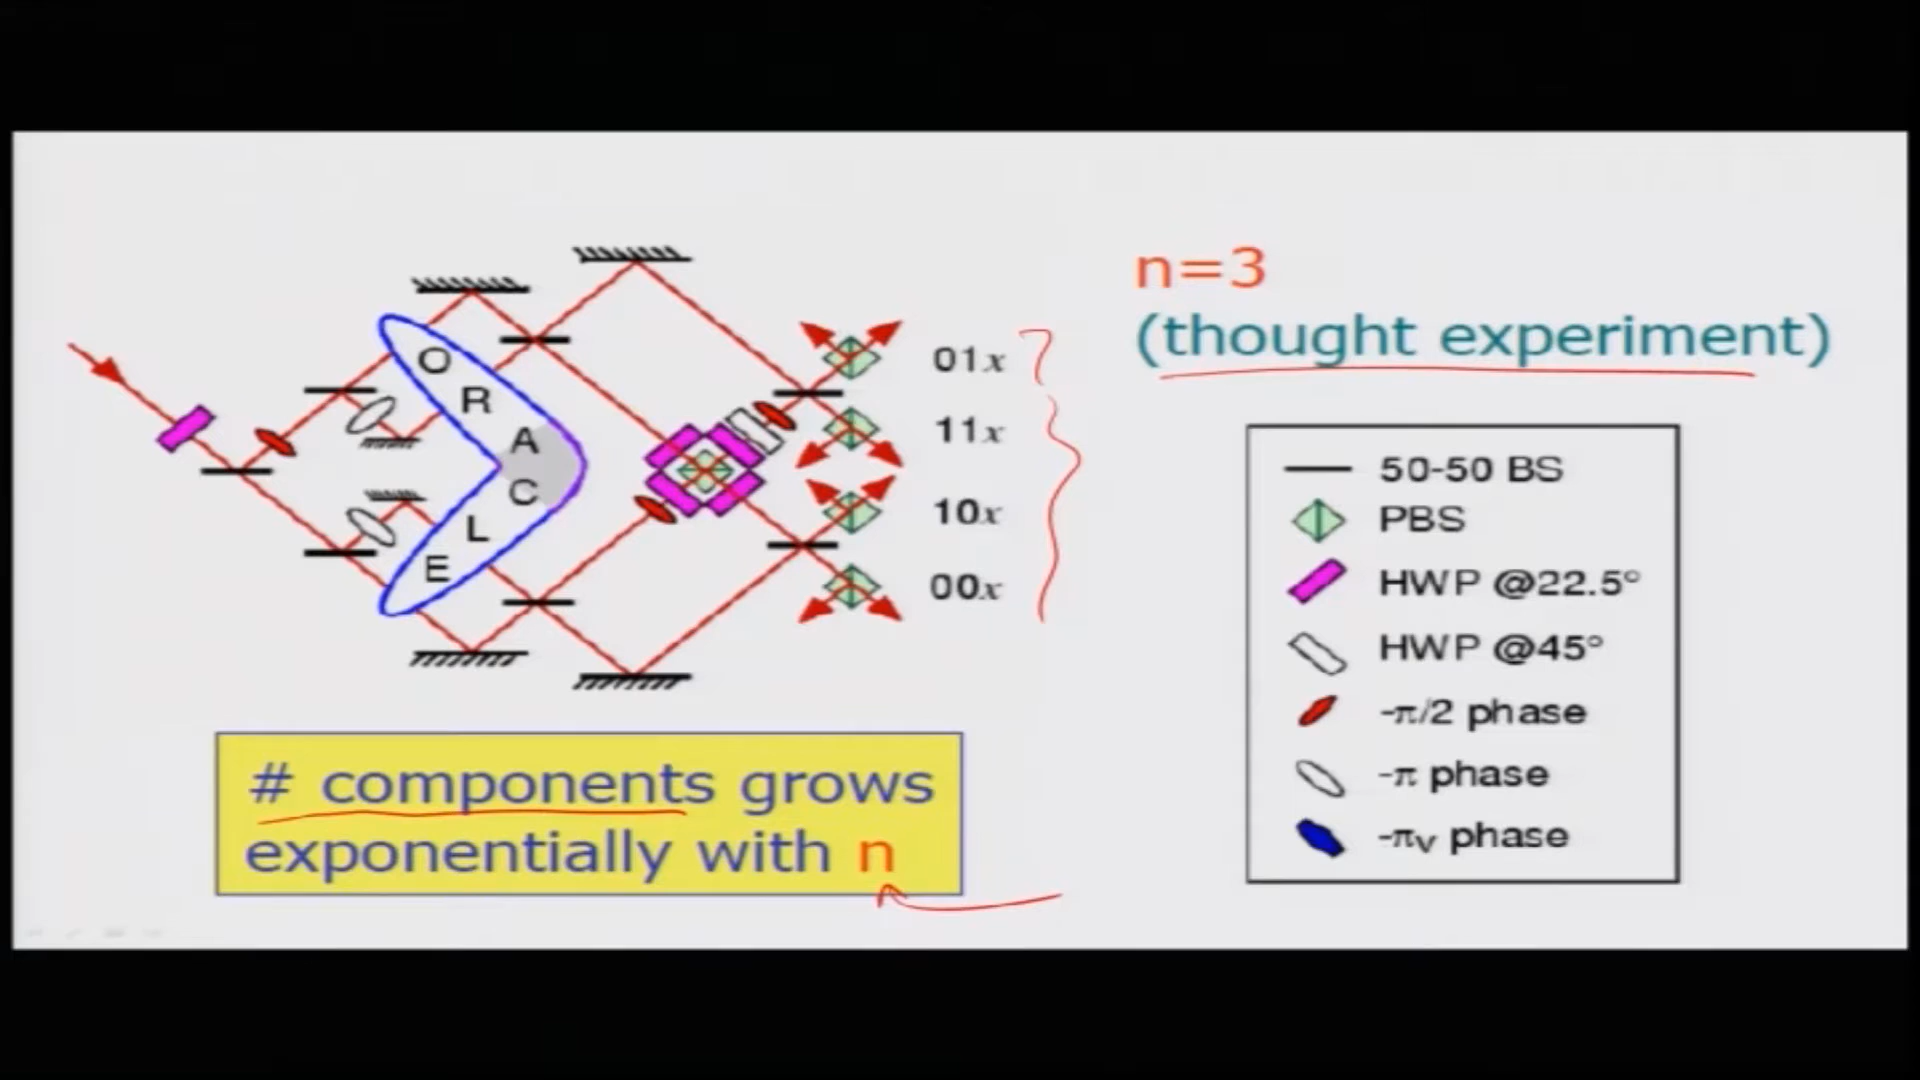 n=3
(thought experiment)
O
R
A
C
L
E
01x
11x
10x
00x
50-50 BS
PBS
HWP @22.5°
HWP @45°
-π/2 phase
-π phase
-πv phase
# components grows
exponentially with n